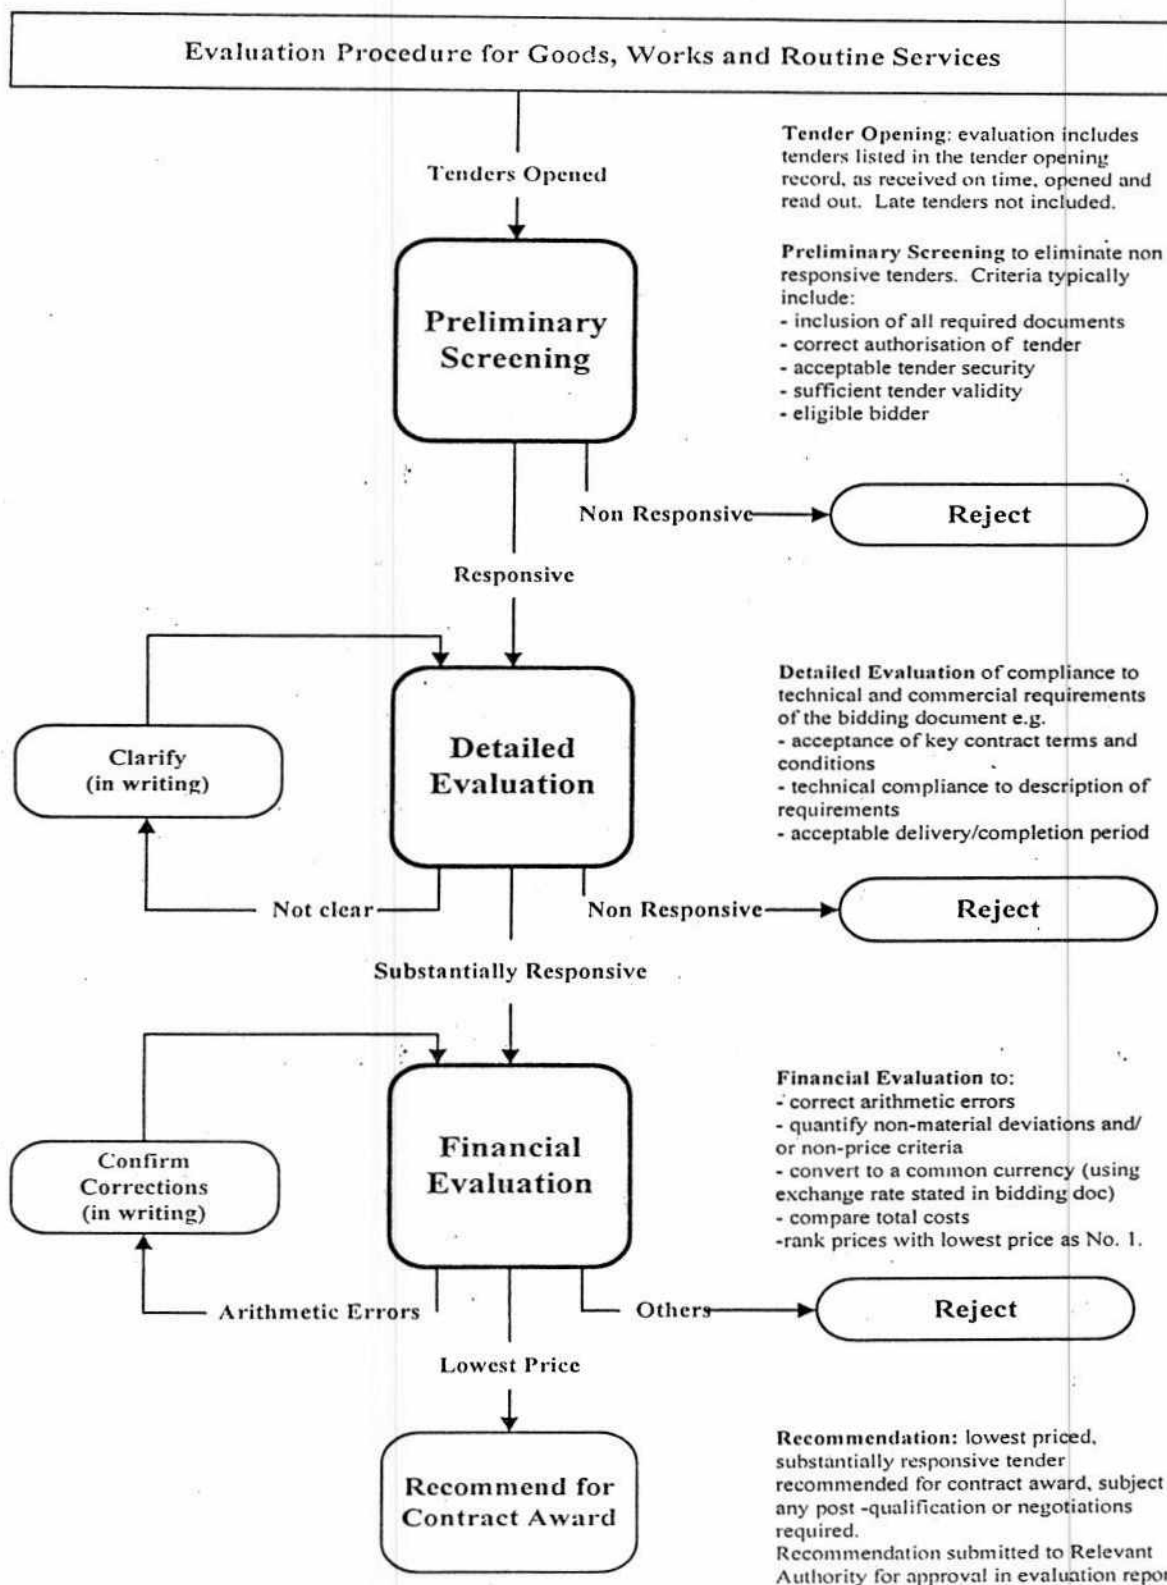 Evaluation Procedure for Goods, Works and Routine Services
Tenders Opened
Tender Opening: evaluation includes
tenders listed in the tender opening
record, as received on time, opened and
read out. Late tenders not included.
Preliminary
Screening
Preliminary Screening to eliminate non
responsive tenders. Criteria typically
include:
- inclusion of all required documents
- correct authorisation of tender
- acceptable tender security
- sufficient tender validity
- eligible bidder
Non Responsive
Reject
Responsive
Clarify
(in writing)
Detailed
Evaluation
Detailed Evaluation of compliance to
technical and commercial requirements
of the bidding document e.g.
- acceptance of key contract terms and
conditions
- technical compliance to description of
requirements
- acceptable delivery/completion period
Not clear
Non Responsive
Reject
Substantially Responsive
Confirm
Corrections
(in writing)
Financial
Evaluation
Financial Evaluation to:
- correct arithmetic errors
- quantify non-material deviations and/
or non-price criteria
- convert to a common currency (using
exchange rate stated in bidding doc)
- compare total costs
-rank prices with lowest price as No. 1.
Arithmetic Errors
Others
Reject
Lowest Price
Recommend for
Contract Award
Recommendation: lowest priced,
substantially responsive tender
recommended for contract award, subject
any post -qualification or negotiations
required.
Recommendation submitted to Relevant
Authority for approval in evaluation repor